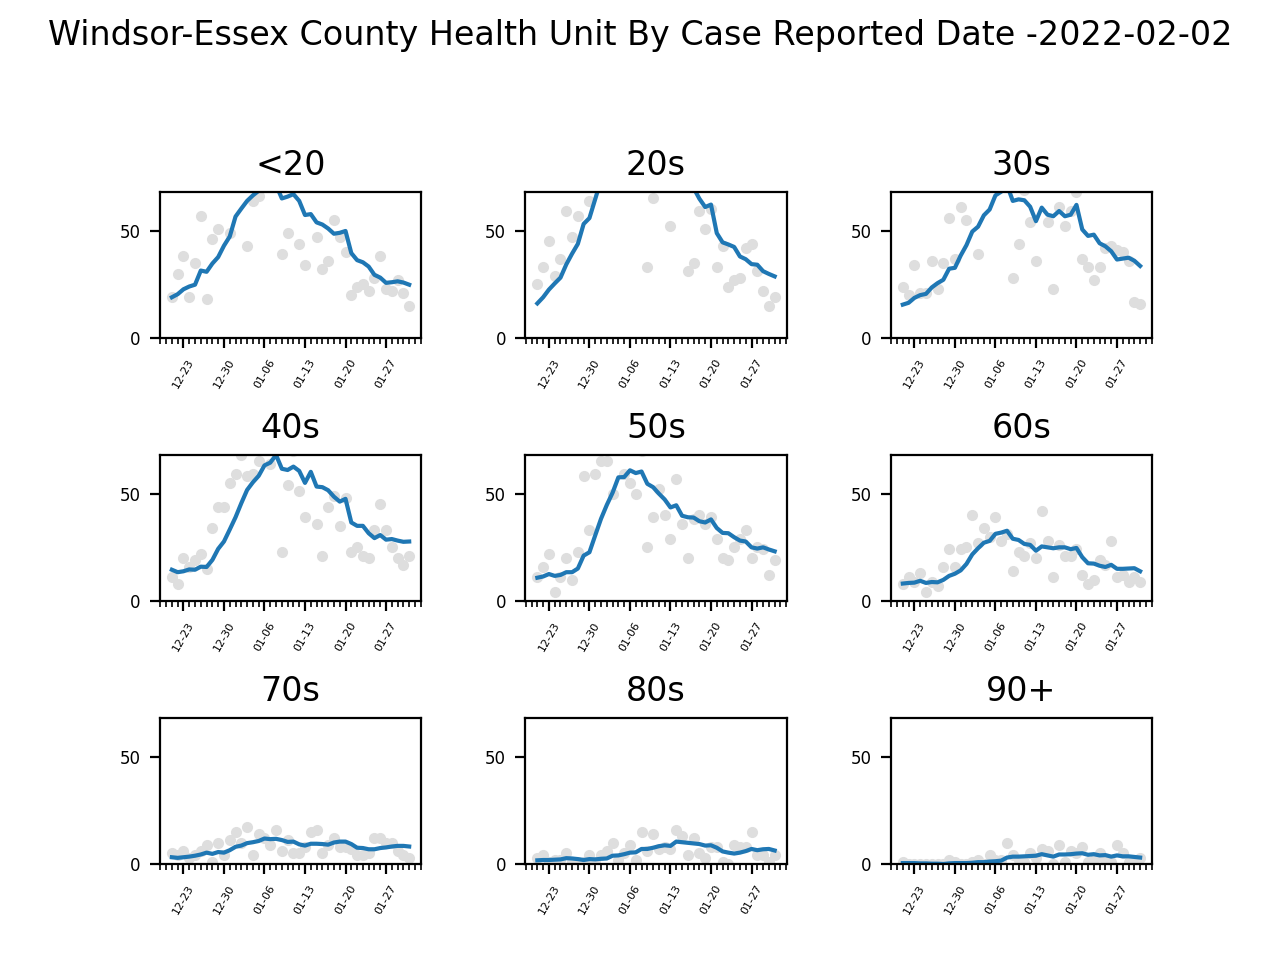 Windsor-Essex County Health Unit By Case Reported Date -2022-02-02
<20 20s 30s
50 50 50
0 0 0
12-23 12-30 01-06 01-13 01-20 01-27 12-23 12-30 01-06 01-13 01-20 01-27 12-23 12-30 01-06 01-13 01-20 01-27
40s 50s 60s
50 50 50
0 0 0
12-23 12-30 01-06 01-13 01-20 01-27 12-23 12-30 01-06 01-13 01-20 01-27 12-23 12-30 01-06 01-13 01-20 01-27
70s 80s 90+
50 50 50
0 0 0
12-23 12-30 01-06 01-13 01-20 01-27 12-23 12-30 01-06 01-13 01-20 01-27 12-23 12-30 01-06 01-13 01-20 01-27